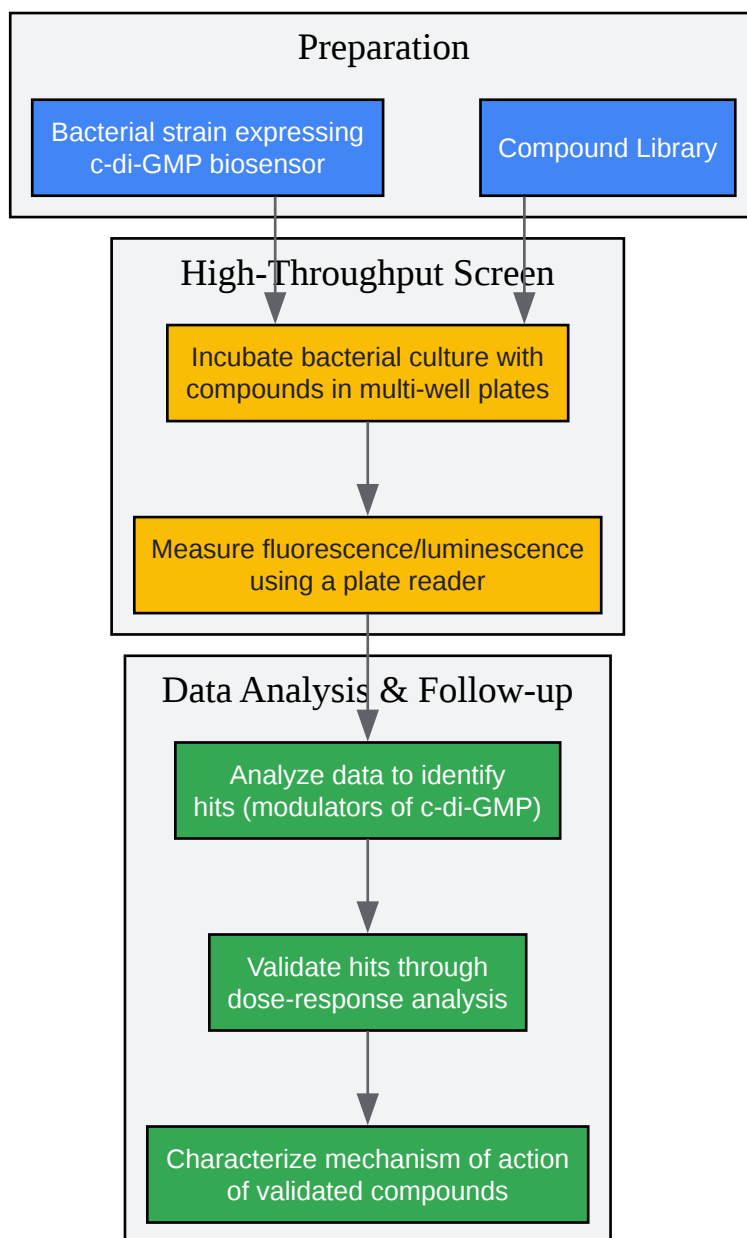 Preparation
Bacterial strain expressing
c-di-GMP biosensor
Compound Library
High-Throughput Screen
Incubate bacterial culture with
compounds in multi-well plates
Measure fluorescence/luminescence
using a plate reader
Data Analysis & Follow-up
Analyze data to identify
hits (modulators of c-di-GMP)
Validate hits through
dose-response analysis
Characterize mechanism of action
of validated compounds